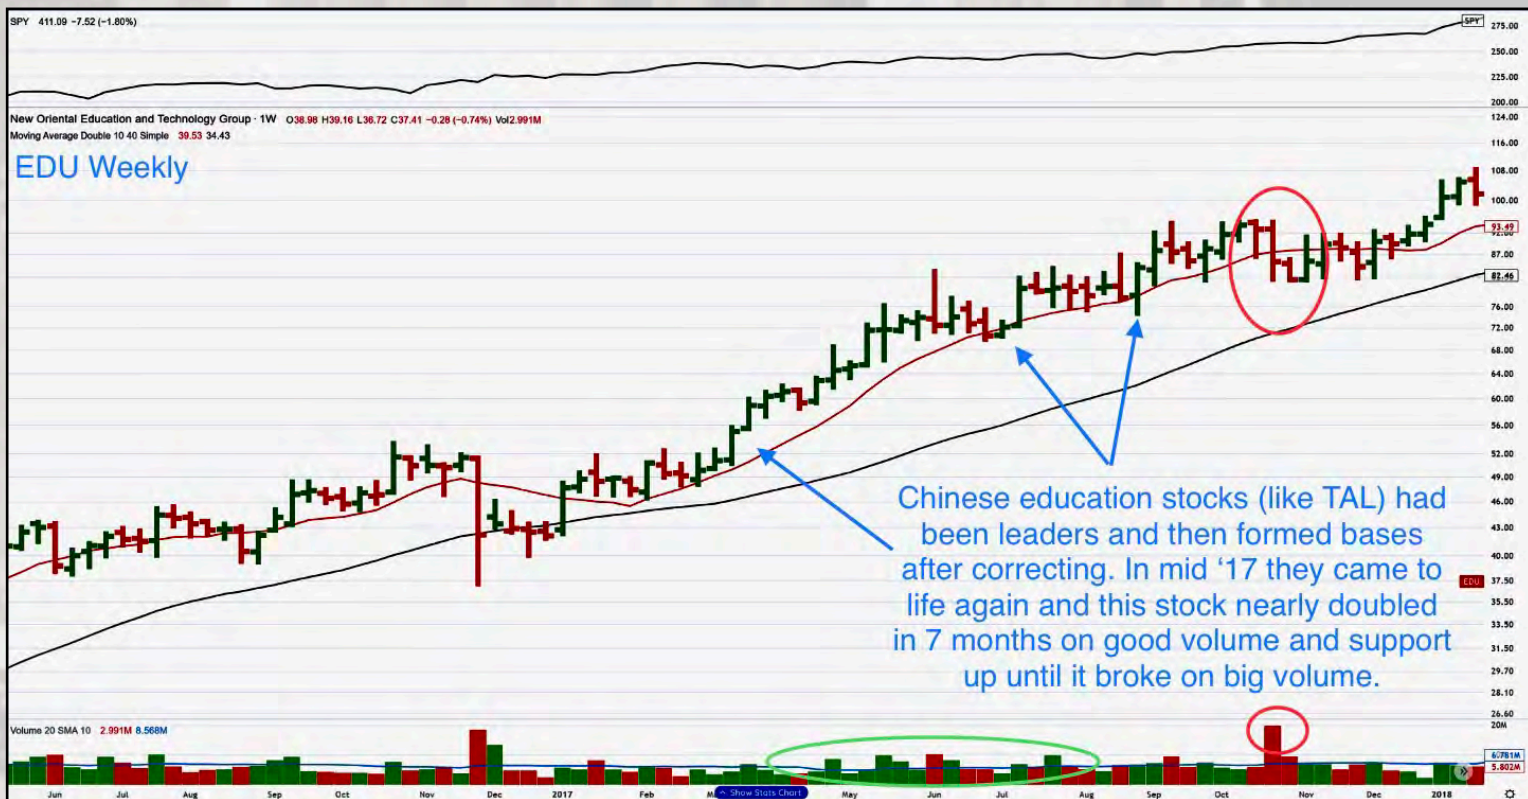 SPY 411.09 −7.52 (−1.80%)
SPY
275.00
250.00
225.00
200.00
New Oriental Education and Technology Group · 1W O38.98 H39.16 L36.72 C37.41 −0.28 (−0.74%) Vol2.991M
Moving Average Double 10 40 Simple 39.53 34.43
EDU Weekly
124.00
116.00
108.00
100.00
93.49
92.00
87.00
82.46
76.00
72.00
68.00
64.00
60.00
56.00
52.00
49.00
46.00
43.00
40.00
EDU
37.50
35.50
33.50
31.50
29.70
28.10
26.60
Chinese education stocks (like TAL) had
been leaders and then formed bases
after correcting. In mid ‘17 they came to
life again and this stock nearly doubled
in 7 months on good volume and support
up until it broke on big volume.
Volume 20 SMA 10 2.991M 8.568M
20M
6.781M
5.802M
Jun Jul Aug Sep Oct Nov Dec 2017 Feb May Jun Jul Aug Sep Oct Nov Dec 2018
Show Stats Chart